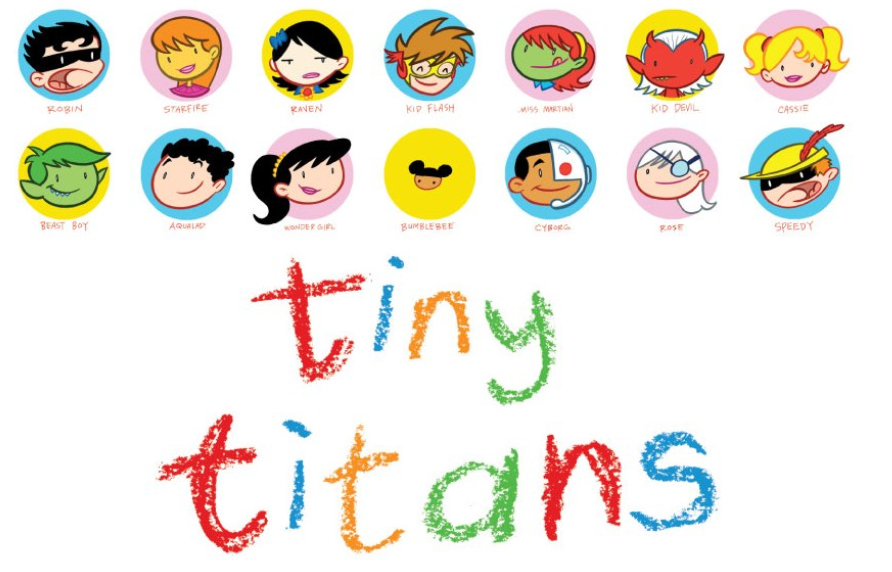 ROBIN STARFIRE RAVEN KID FLASH MISS MARTIAN KID DEVIL CASSIE
BEAST BOY AQUALAD WONDER GIRL BUMBLEBEE CYBORG ROSE SPEEDY
tiny
titans